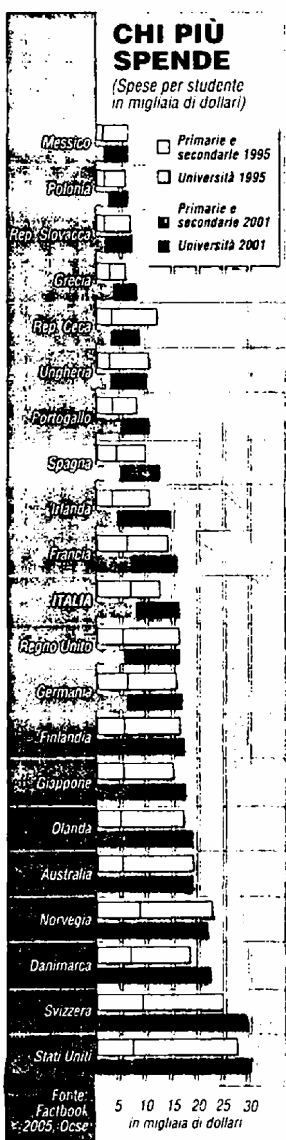 CHI PIÙ
SPENDE
(Spese per studente
in migliaia di dollari)
Primarie e
secondarie 1995
Università 1995
Primarie e
secondarie 2001
Università 2001
Messico
Polonia
Rep. Slovacca
Grecia
Rep. Ceca
Ungheria
Portogallo
Spagna
Irlanda
Francia
ITALIA
Regno Unito
Germania
Finlandia
Giappone
Olanda
Australia
Norvegia
Danimarca
Svizzera
Stati Uniti
5 10 15 20 25 30
in migliaia di dollari
Fonte:
Factbook
2005, Ocse